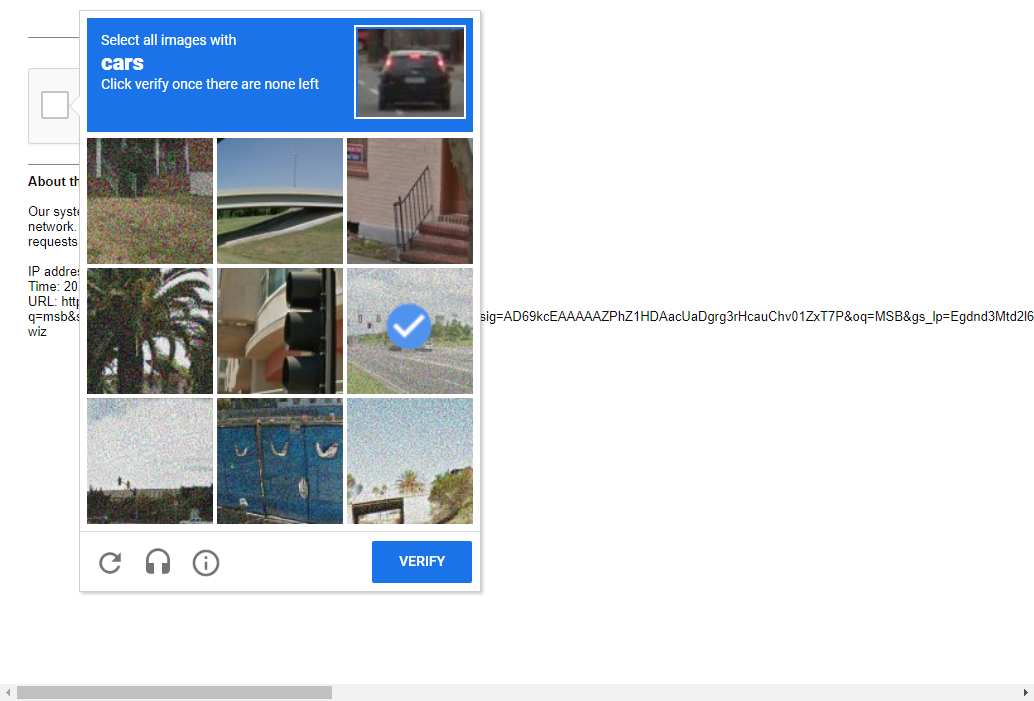 Select all images with
cars
Click verify once there are none left
About th
Our syste
network.
requests
IP addres
Time: 20
URL: http
q=msb&s sig=AD69kcEAAAAAZPhZ1HDAacUaDgrg3rHcauChv01ZxT7P&oq=MSB&gs_lp=Egdnd3Mtd2l6
wiz
VERIFY